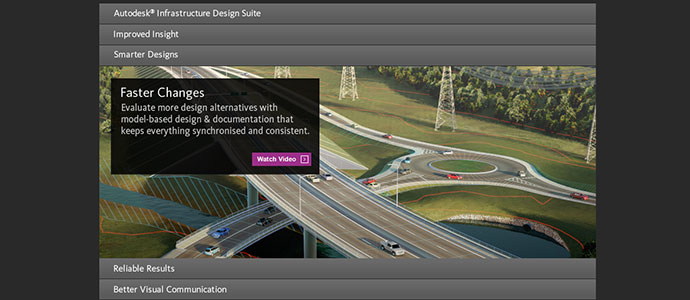 Autodesk® Infrastructure Design Suite
Improved Insight
Smarter Designs
Faster Changes
Evaluate more design alternatives with
model-based design & documentation that
keeps everything synchronised and consistent.
Watch Video
Reliable Results
Better Visual Communication